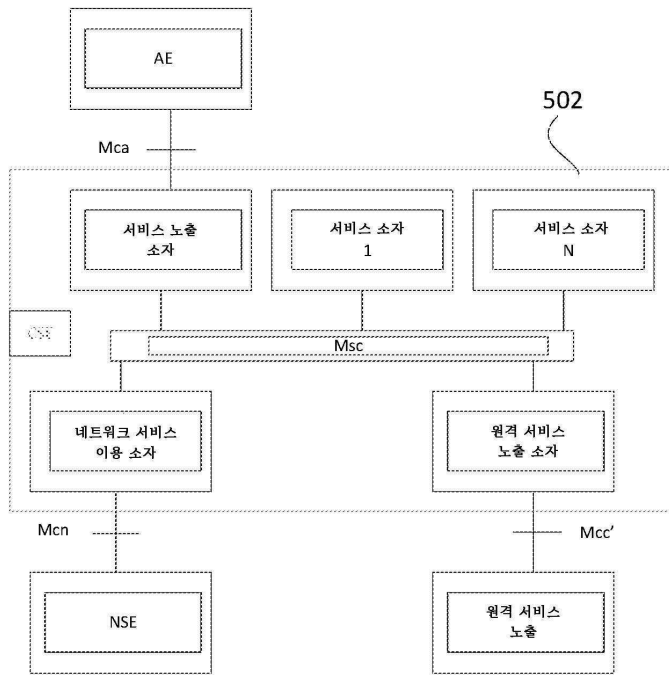 AE
502
Mca
서비스 노출
소자
서비스 소자
1
서비스 소자
N
CSE
Msc
네트워크 서비스
이용 소자
원격 서비스
노출 소자
Mcn
Mcc'
NSE
원격 서비스
노출